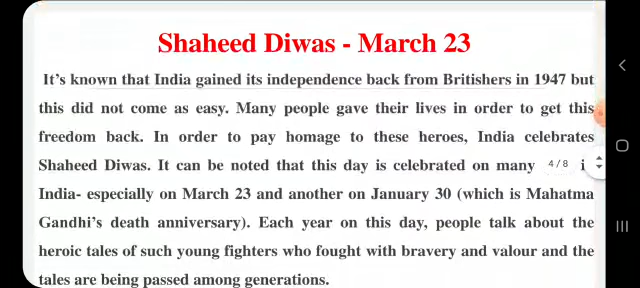 Shaheed Diwas - March 23
It's known that India gained its independence back from Britishers in 1947 but
this did not come as easy. Many people gave their lives in order to get this
freedom back. In order to pay homage to these heroes, India celebrates
Shaheed Diwas. It can be noted that this day is celebrated on many
4/8
India- especially on March 23 and another on January 30 (which is Mahatma
Gandhi's death anniversary). Each year on this day, people talk about the
heroic tales of such young fighters who fought with bravery and valour and the
tales are being passed among generations.